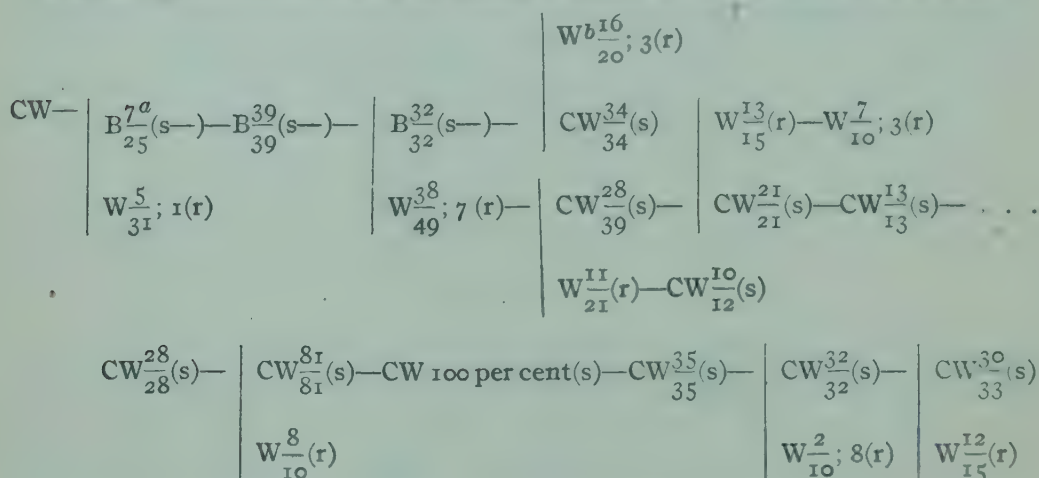 W^b 16/20; 3(r)
CW— B 7^a/25(s—)—B 39/39(s—)— B 32/32(s—)— CW 34/34(s) W 13/15(r)—W 7/10; 3(r)
W 5/31; 1(r) W 38/49; 7 (r)— CW 28/39(s)— CW 21/21(s)—CW 13/13(s)— . . .
W 11/21(r)—CW 10/12(s)
CW 28/28(s)— CW 81/81(s)—CW 100 per cent(s)—CW 35/35(s)— CW 32/32(s)— CW 30/33(s)
W 8/10(r) W 2/10; 8(r) W 12/15(r)